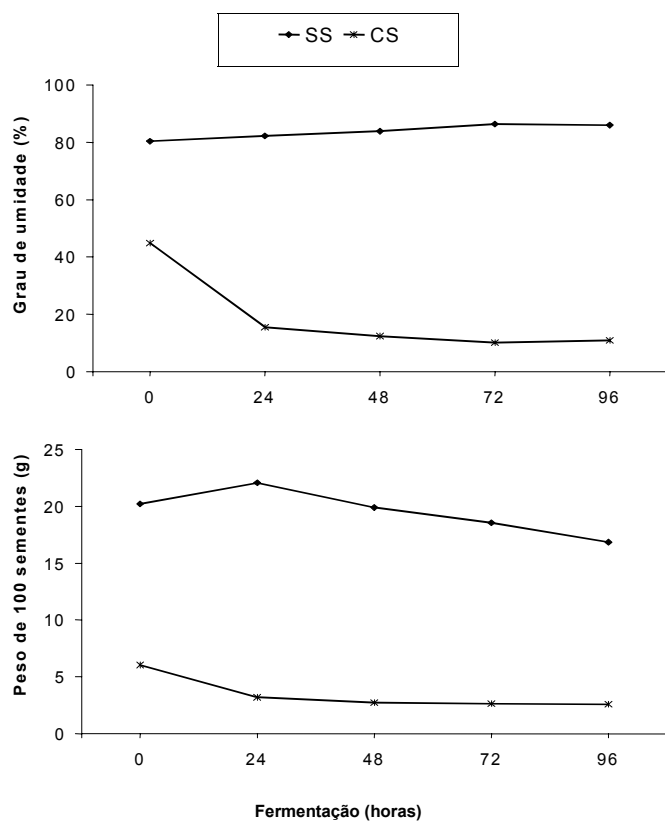 SS CS
100
80
60
40
20
0
Grau de umidade (%)
0 24 48 72 96
25
20
15
10
5
0
Peso de 100 sementes (g)
0 24 48 72 96
Fermentação (horas)